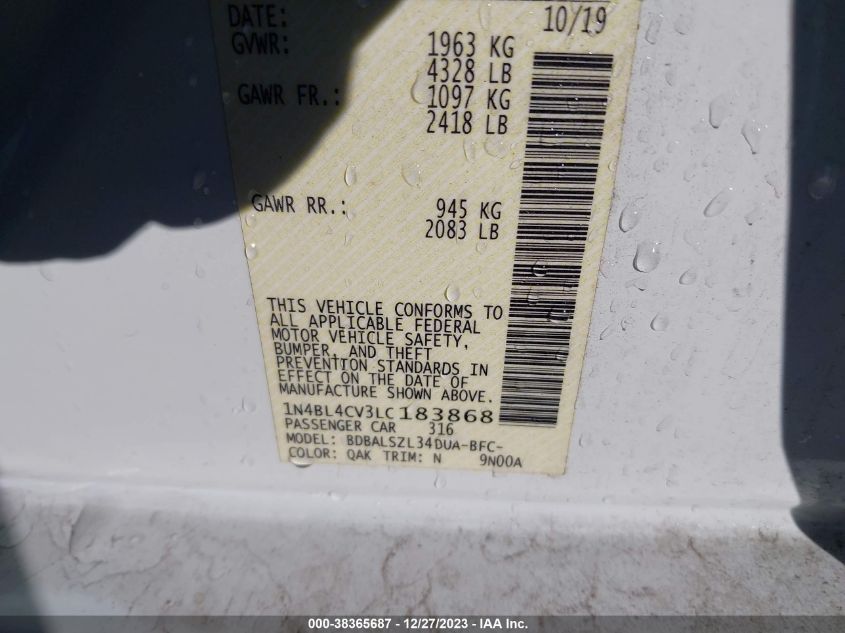 DATE: 10/19
GVWR: 1963 KG
4328 LB
GAWR FR.: 1097 KG
2418 LB
GAWR RR.: 945 KG
2083 LB
THIS VEHICLE CONFORMS TO
ALL APPLICABLE FEDERAL
MOTOR VEHICLE SAFETY,
BUMPER, AND THEFT
PREVENTION STANDARDS IN
EFFECT ON THE DATE OF
MANUFACTURE SHOWN ABOVE.
1N4BL4CV3LC183868
PASSENGER CAR 316
MODEL: BDBALSZL34DUA-BFC-
COLOR: QAK TRIM: N 9N00A
000-38365687 - 12/27/2023 - IAA Inc.